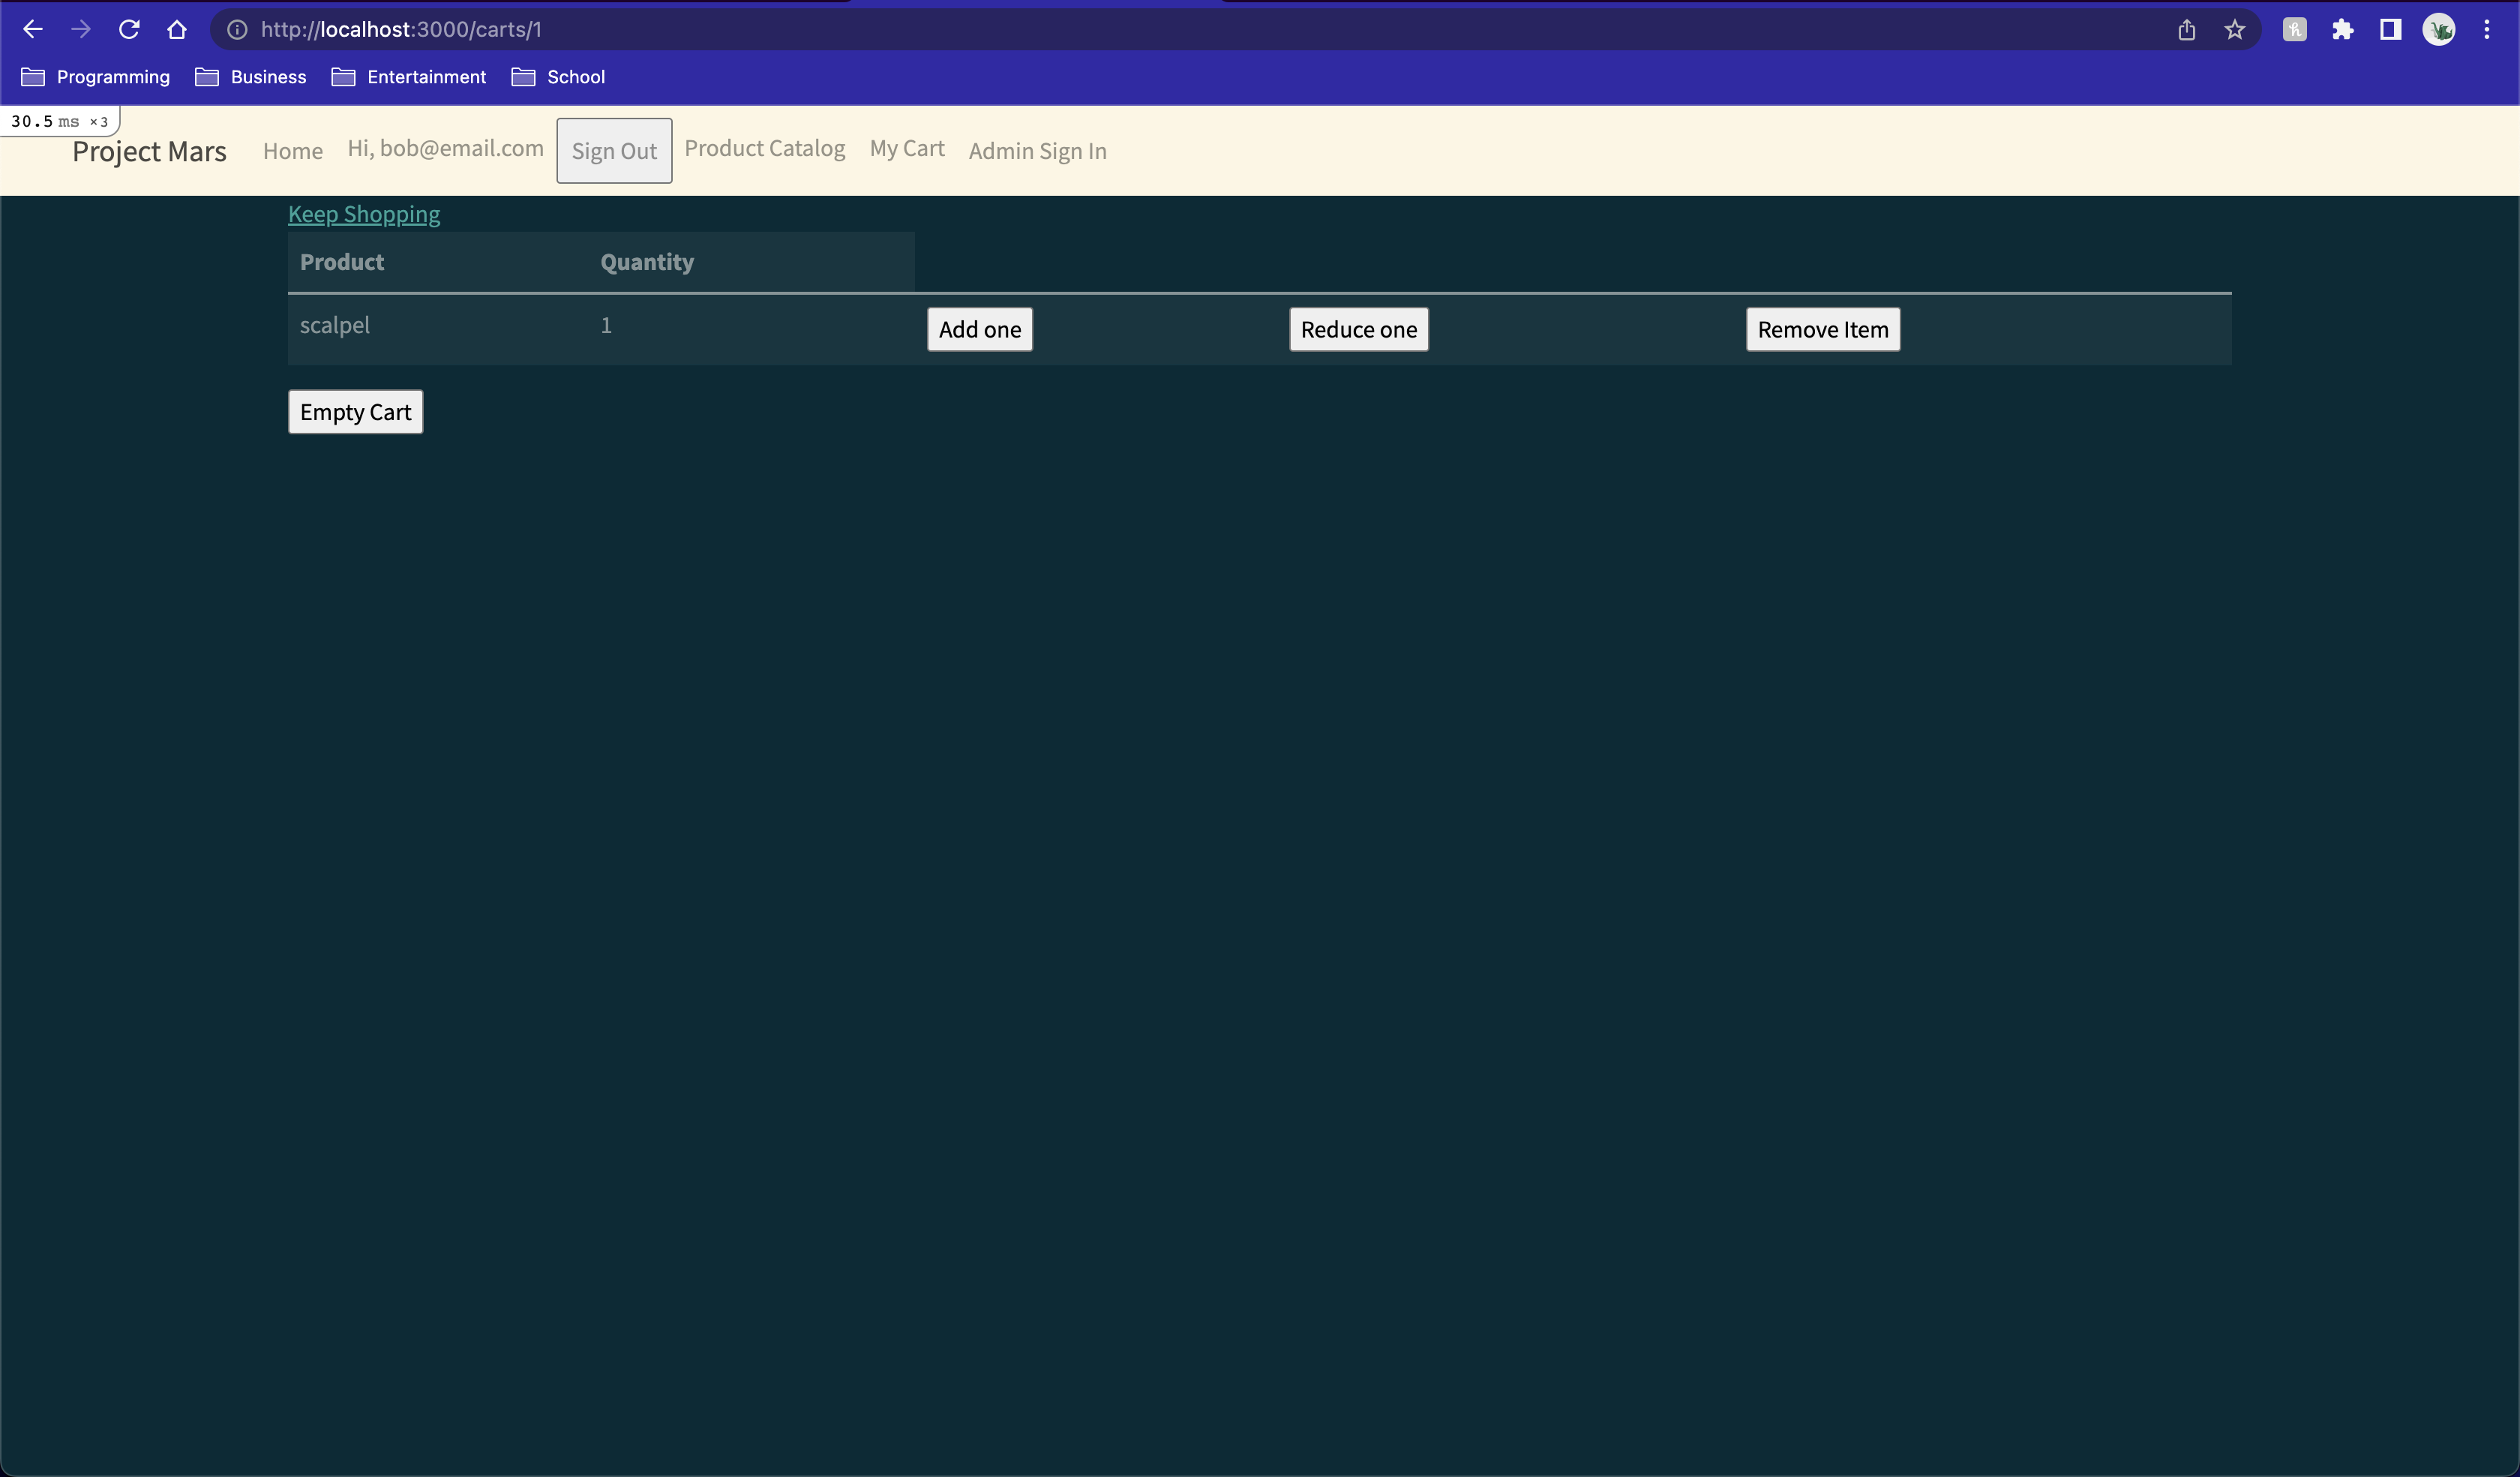 http://localhost:3000/carts/1
Programming Business Entertainment School
30.5 ms ×3
Project Mars Home Hi, bob@email.com Sign Out Product Catalog My Cart Admin Sign In
Keep Shopping
Product Quantity
scalpel 1 Add one Reduce one Remove Item
Empty Cart